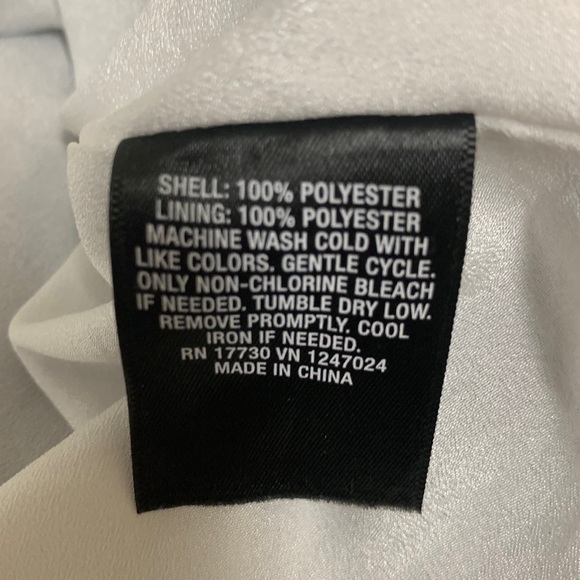 SHELL: 100% POLYESTER
LINING: 100% POLYESTER
MACHINE WASH COLD WITH
LIKE COLORS. GENTLE CYCLE.
ONLY NON-CHLORINE BLEACH
IF NEEDED. TUMBLE DRY LOW.
REMOVE PROMPTLY. COOL
IRON IF NEEDED.
RN 17730 VN 1247024
MADE IN CHINA